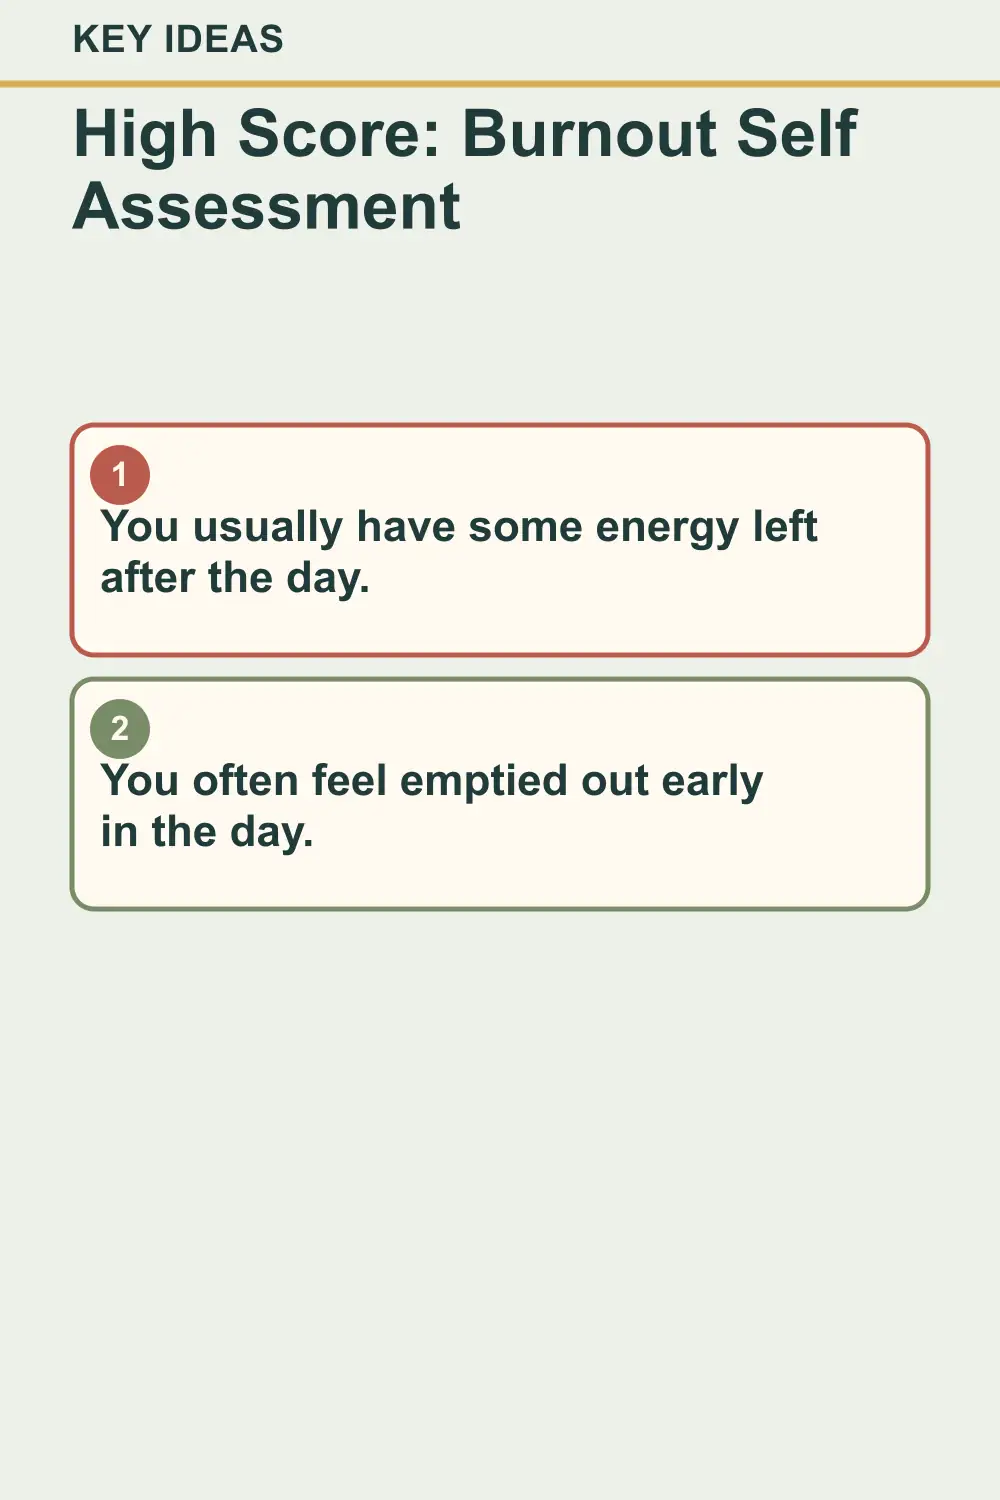 KEY IDEAS
High Score: Burnout Self
Assessment
1
You usually have some energy left
after the day.
2
You often feel emptied out early
in the day.